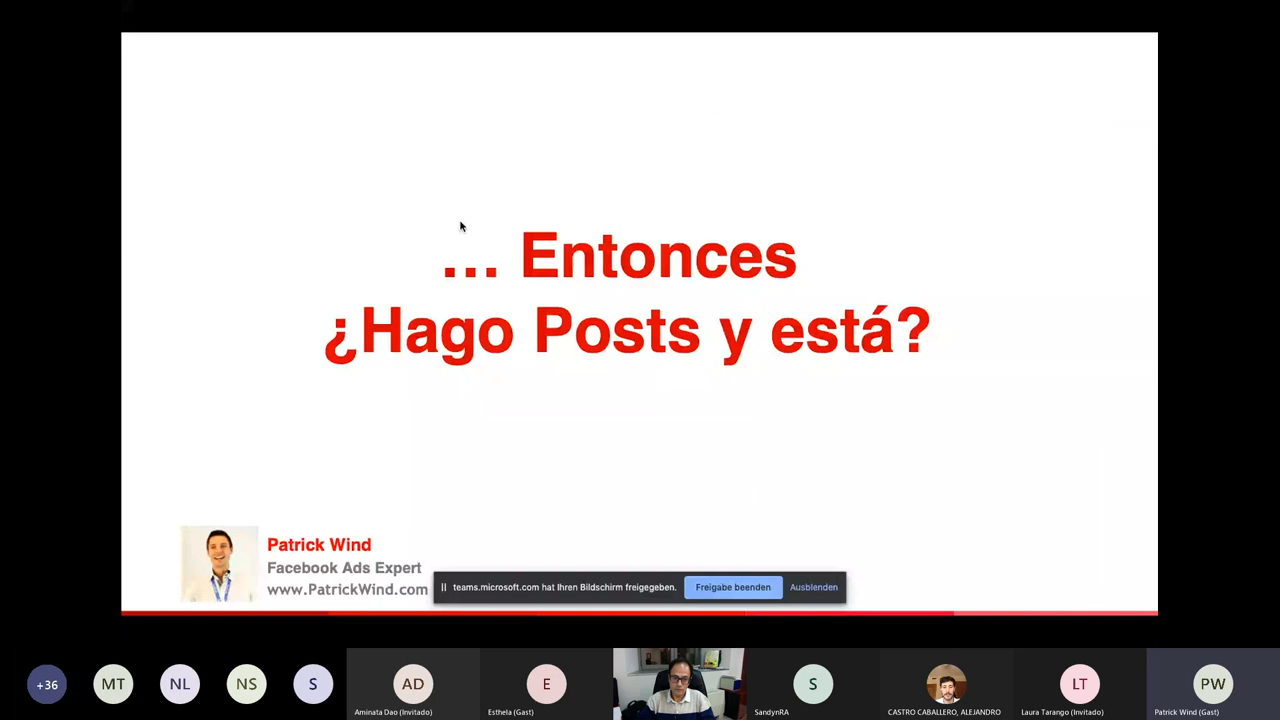 ... Entonces
¿Hago Posts y está?
Patrick Wind
Facebook Ads Expert
www.PatrickWind.com
teams.microsoft.com hat Ihren Bildschirm freigegeben.
Freigabe beenden
Ausblenden
+36
MT
NL
NS
S
AD
E
S
LT
PW
Aminata Dao (Invitado)
Esthela (Gast)
SandynRA
CASTRO CABALLERO, ALEJANDRO
Laura Tarango (Invitado)
Patrick Wind (Gast)